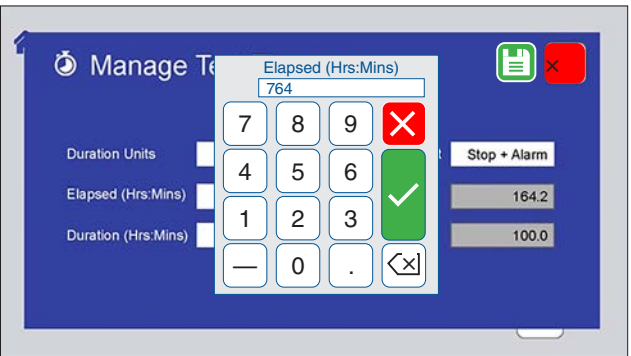 Manage Te
Elapsed (Hrs:Mins)
764
7 8 9
4 5 6
1 2 3
— 0 .
Duration Units
t Stop + Alarm
Elapsed (Hrs:Mins)
164.2
Duration (Hrs:Mins)
100.0